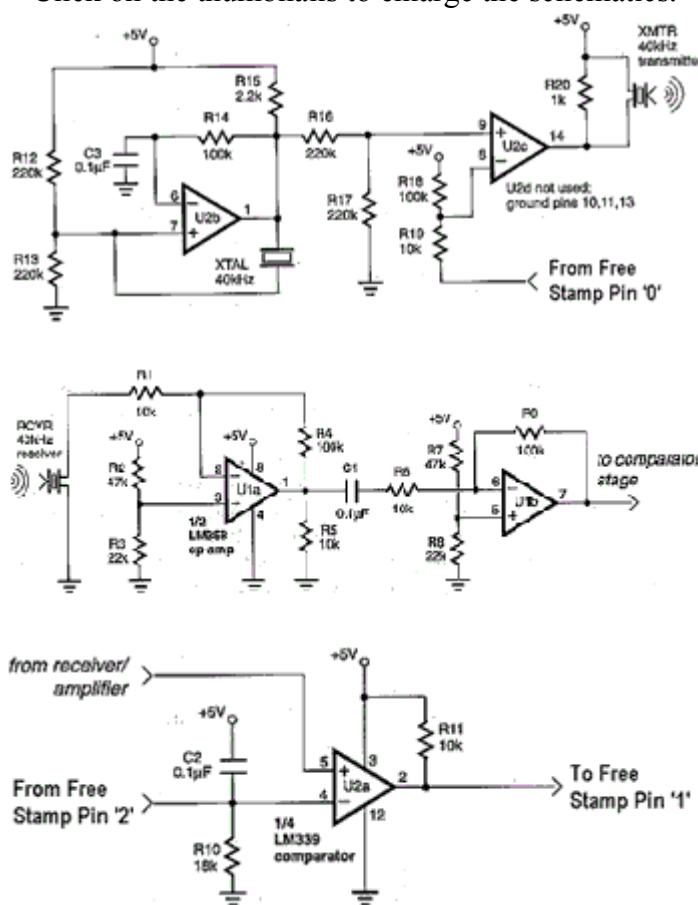 Click on the thumbnails to enlarge the schematics.
+5V
XMTR
40kHz
transmitte
R15
2.2k
R20
1k
R14
100k
R16
220k
C3
0.1µF
R12
220k
9
+
14
8
–
U2c
+5V
R18
100k
U2d not used;
ground pins 10,11,13
6
–
7
+
U2b
1
R17
220k
R19
10k
R13
220k
XTAL
40kHz
From Free
Stamp Pin '0'
R1
10k
RCVR
40kHz
receiver
+5V
R2
47k
+5V
8
R4
100k
+5V
R7
47k
100k
to comparator
stage
–
U1a
1
C1
R6
6
–
U1b
7
3
+
4
0.1µF
10k
5
+
R3
22k
LM358
op amp
R5
10k
R8
22k
from receiver/
amplifier
+5V
+5V
R11
10k
C2
0.1µF
5
+
3
U2a
2
To Free
Stamp Pin '1'
From Free
Stamp Pin '2'
4
–
12
R10
18k
1/4
LM339
comparator